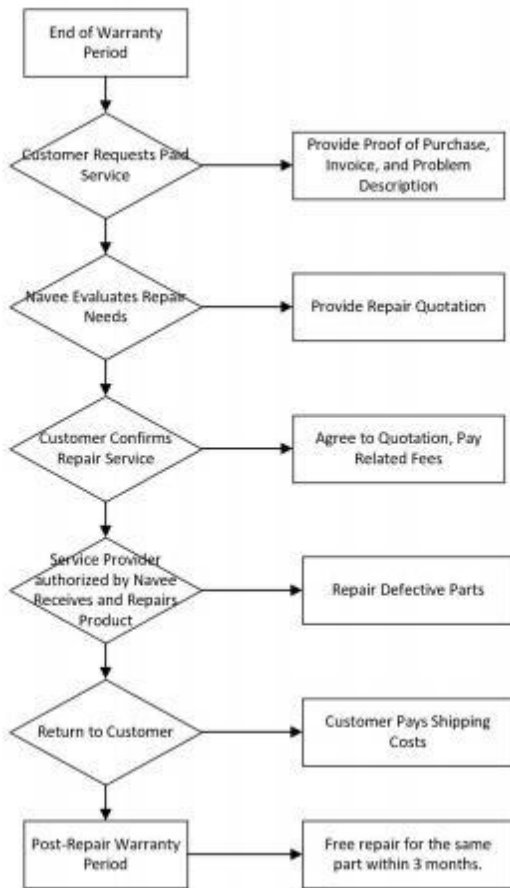 End of Warranty
Period
Customer Requests Paid
Service
Provide Proof of Purchase,
Invoice, and Problem
Description
Navee Evaluates Repair
Needs
Provide Repair Quotation
Customer Confirms
Repair Service
Agree to Quotation, Pay
Related Fees
Service Provider
authorized by Navee
Receives and Repairs
Product
Repair Defective Parts
Return to Customer
Customer Pays Shipping
Costs
Post-Repair Warranty
Period
Free repair for the same
part within 3 months.